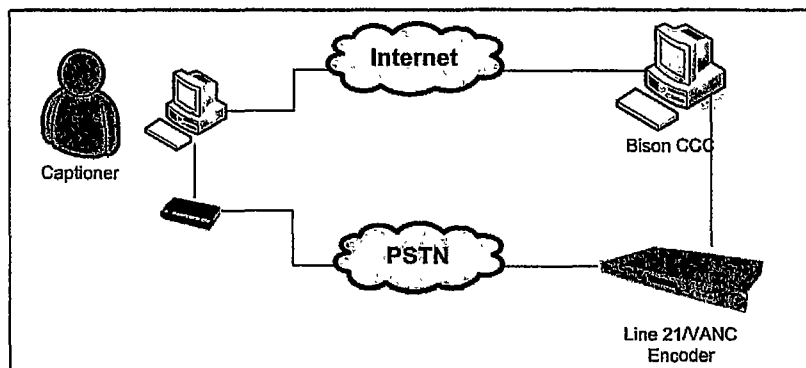 Internet
Bison CCC
Captioner
PSTN
Line 21/VANC
Encoder